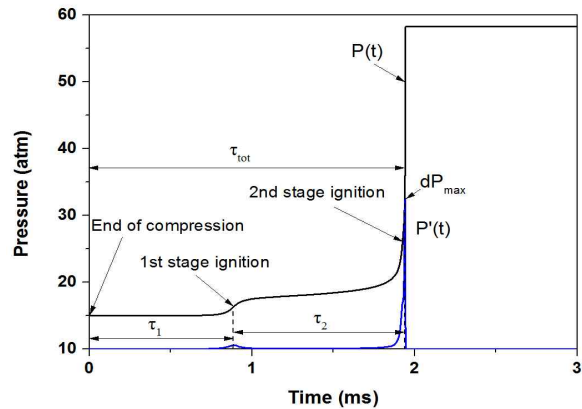 60
50
40
30
20
10
Pressure (atm)
P(t)
τtot
dPmax
2nd stage ignition
P'(t)
End of compression
1st stage ignition
τ1
τ2
0
1
2
3
Time (ms)